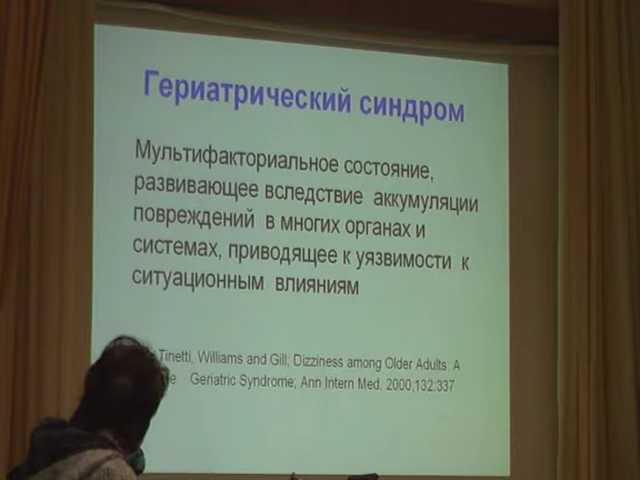 Гериатрический синдром
Мультифакториальное состояние,
развивающее вследствие аккумуляции
повреждений в многих органах и
системах, приводящее к уязвимости к
ситуационным влияниям
Tinetti, Williams and Gill; Dizziness among Older Adults: A
Geriatric Syndrome; Ann Intern Med. 2000;132:337